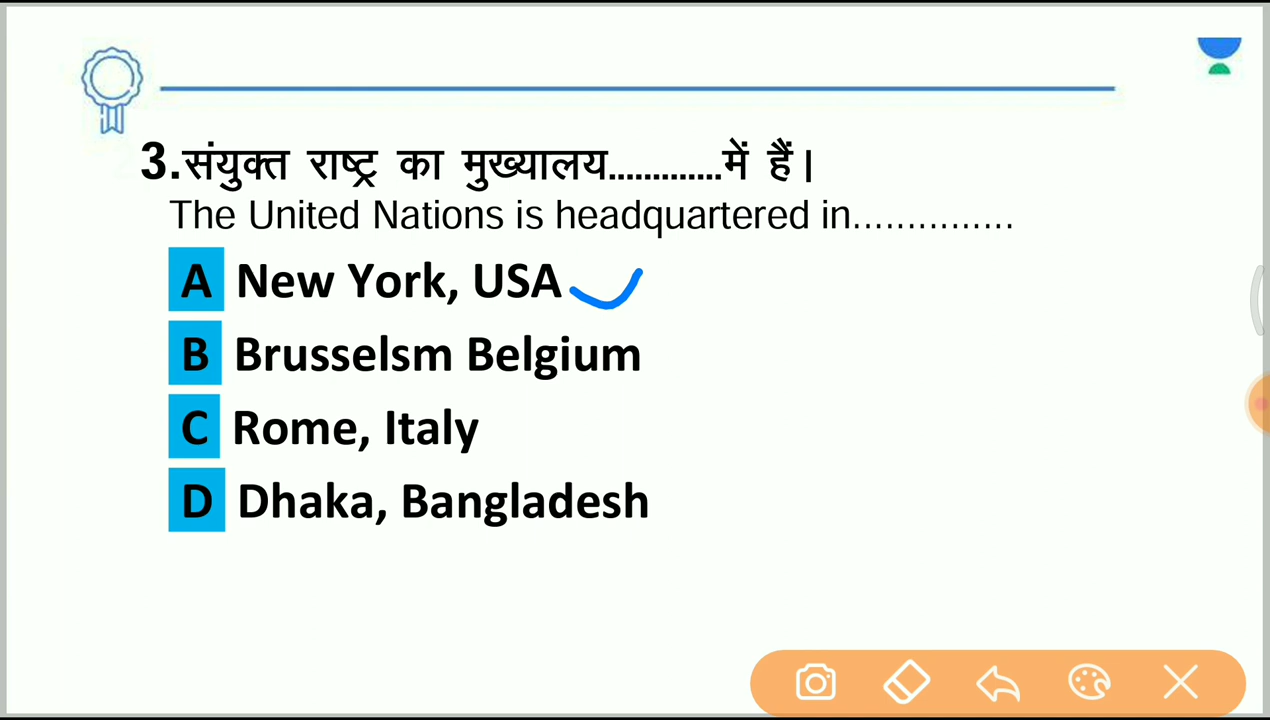 3.संयुक्त राष्ट्र का मुख्यालय.............में हैं।
The United Nations is headquartered in...............
A New York, USA
B Brusselsm Belgium
C Rome, Italy
D Dhaka, Bangladesh